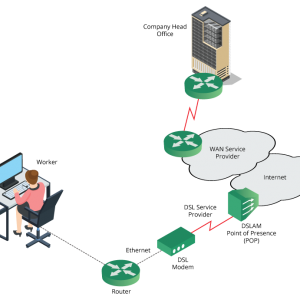 Company Head
Office
WAN Service
Provider
Worker
Internet
DSL Service
Provider
DSLAM
Point of Presence
(POP)
Ethernet
DSL
Modem
Router